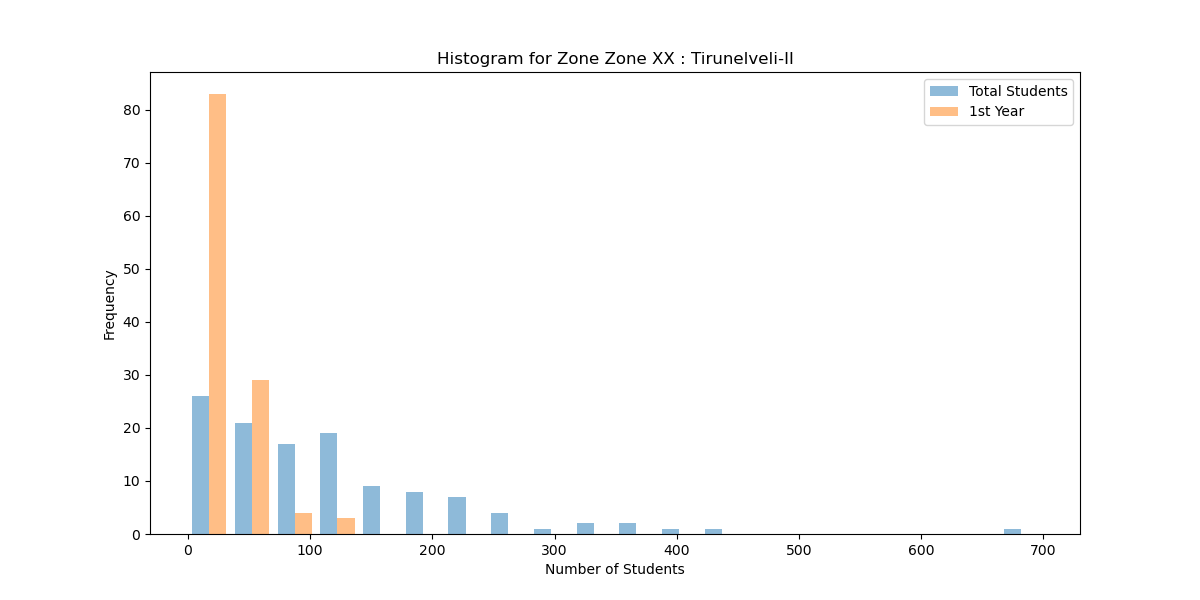 Histogram for Zone Zone XX : Tirunelveli-II
Total Students
1st Year
Frequency
80
70
60
50
40
30
20
10
0
0 100 200 300 400 500 600 700
Number of Students